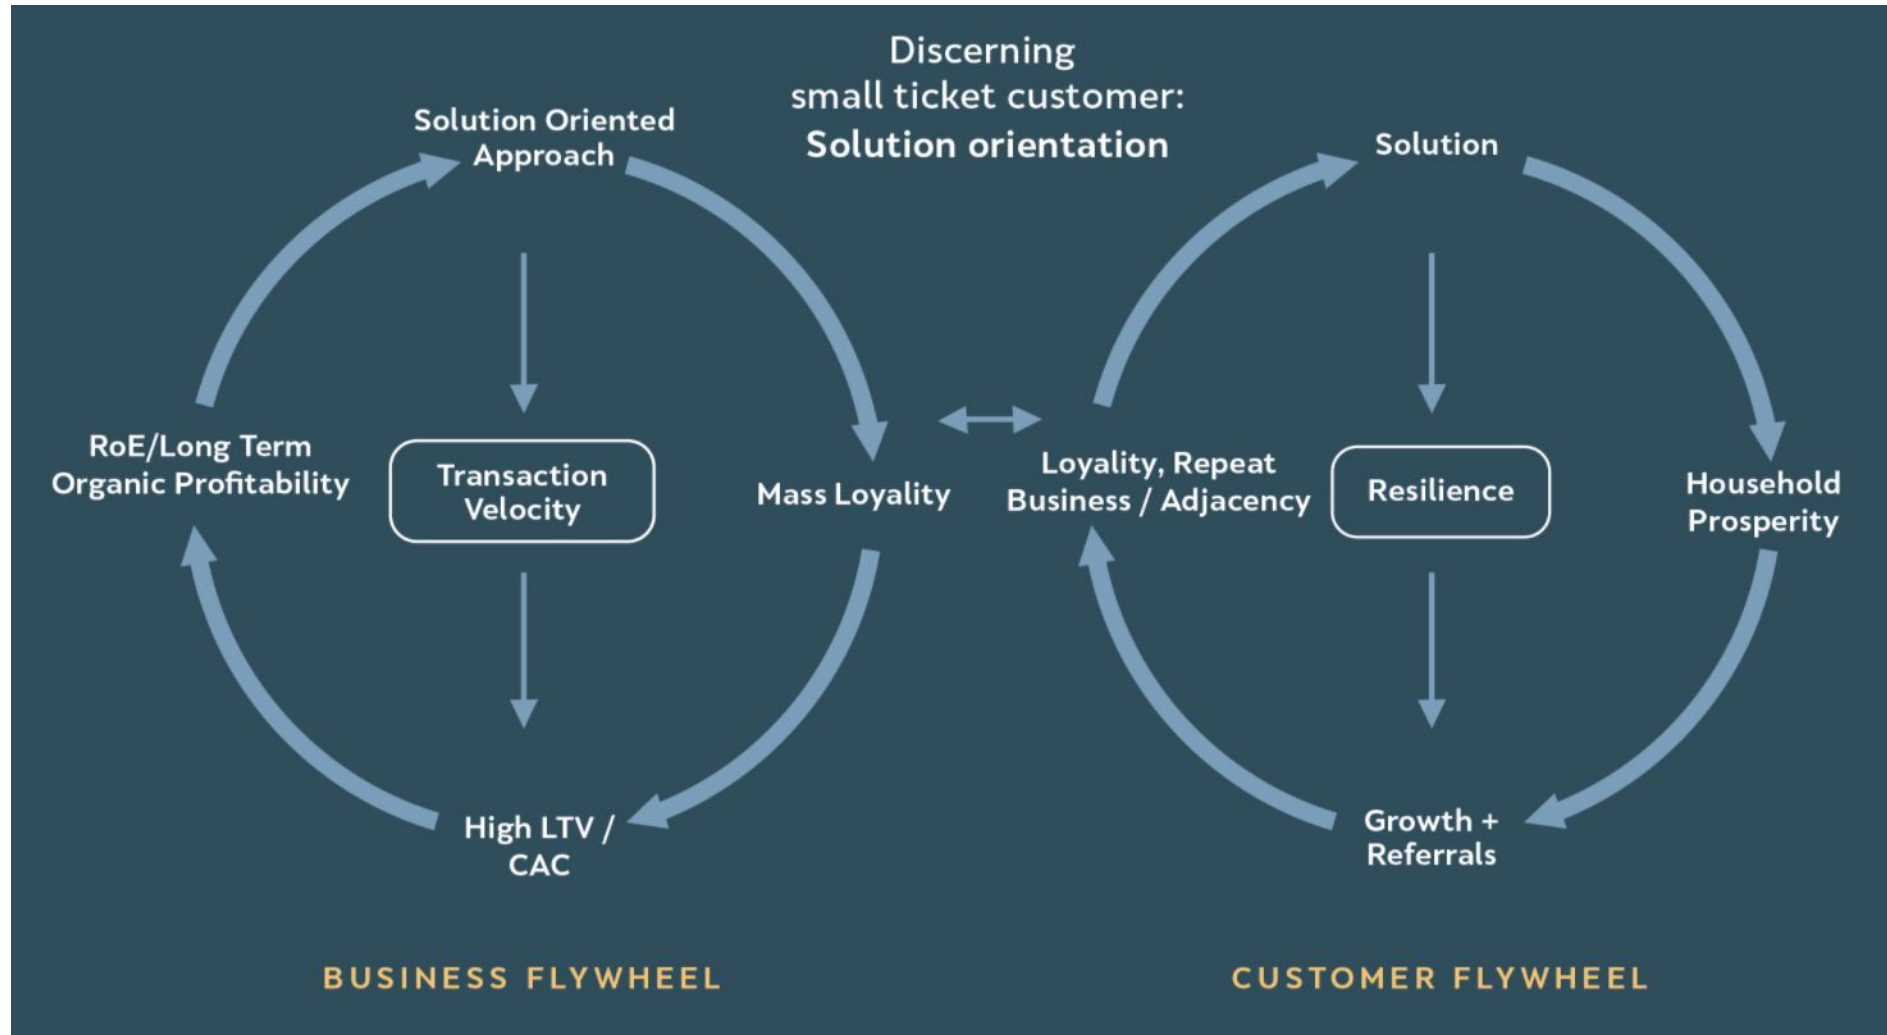 Discerning
small ticket customer:
Solution orientation
Solution Oriented
Approach
RoE/Long Term
Organic Profitability
Transaction
Velocity
Mass Loyality
High LTV /
CAC
BUSINESS FLYWHEEL
Solution
Loyality, Repeat
Business / Adjacency
Resilience
Household
Prosperity
Growth +
Referrals
CUSTOMER FLYWHEEL